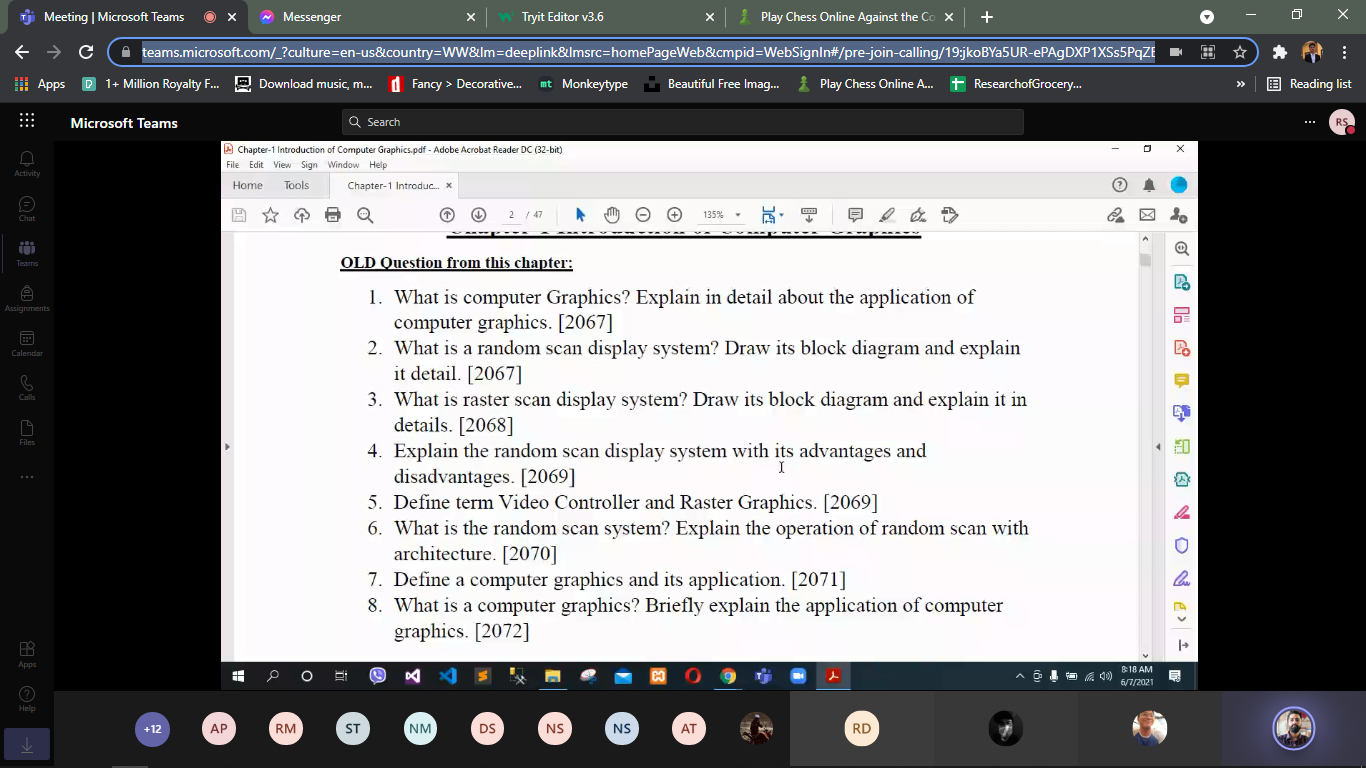 Meeting | Microsoft Teams
Messenger
Tryit Editor v3.6
Play Chess Online Against the Co
teams.microsoft.com/_?culture=en-us&country=WW&lm=deeplink&lmsrc=homePageWeb&cmpid=WebSignIn#/pre-join-calling/19:jkoBYa5UR-ePAgDXP1XSs5PqZE
Apps
1+ Million Royalty F...
Download music, m...
Fancy > Decorative...
mt Monkeytype
Beautiful Free Imag...
Play Chess Online A...
ResearchofGrocery...
»
Reading list
Microsoft Teams
Search
RS
Activity
Chat
Teams
Assignments
Calendar
Calls
Files
Apps
Help
Chapter-1 Introduction of Computer Graphics.pdf - Adobe Acrobat Reader DC (32-bit)
File Edit View Sign Window Help
Home Tools Chapter-1 Introduc... ×
2 / 47
135%
Chapter-1 Introduction of Computer Graphics
OLD Question from this chapter:
1. What is computer Graphics? Explain in detail about the application of
computer graphics. [2067]
2. What is a random scan display system? Draw its block diagram and explain
it detail. [2067]
3. What is raster scan display system? Draw its block diagram and explain it in
details. [2068]
4. Explain the random scan display system with its advantages and
disadvantages. [2069]
5. Define term Video Controller and Raster Graphics. [2069]
6. What is the random scan system? Explain the operation of random scan with
architecture. [2070]
7. Define a computer graphics and its application. [2071]
8. What is a computer graphics? Briefly explain the application of computer
graphics. [2072]
8:18 AM
6/7/2021
+12
AP
RM
ST
NM
DS
NS
NS
AT
RD